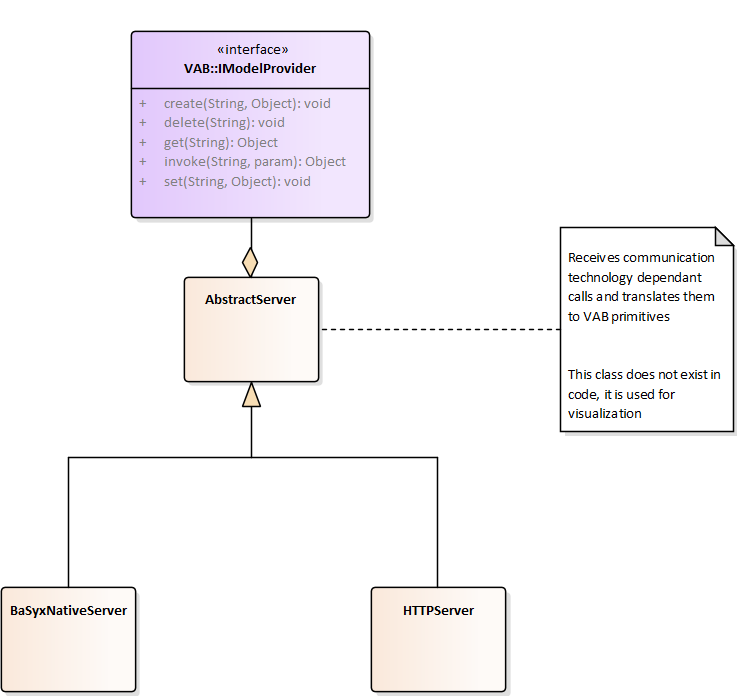 «interface»
VAB::IModelProvider
+ create(String, Object): void
+ delete(String): void
+ get(String): Object
+ invoke(String, param): Object
+ set(String, Object): void
AbstractServer
Receives communication
technology dependant
calls and translates them
to VAB primitives
This class does not exist in
code, it is used for
visualization
BaSyxNativeServer
HTTPServer